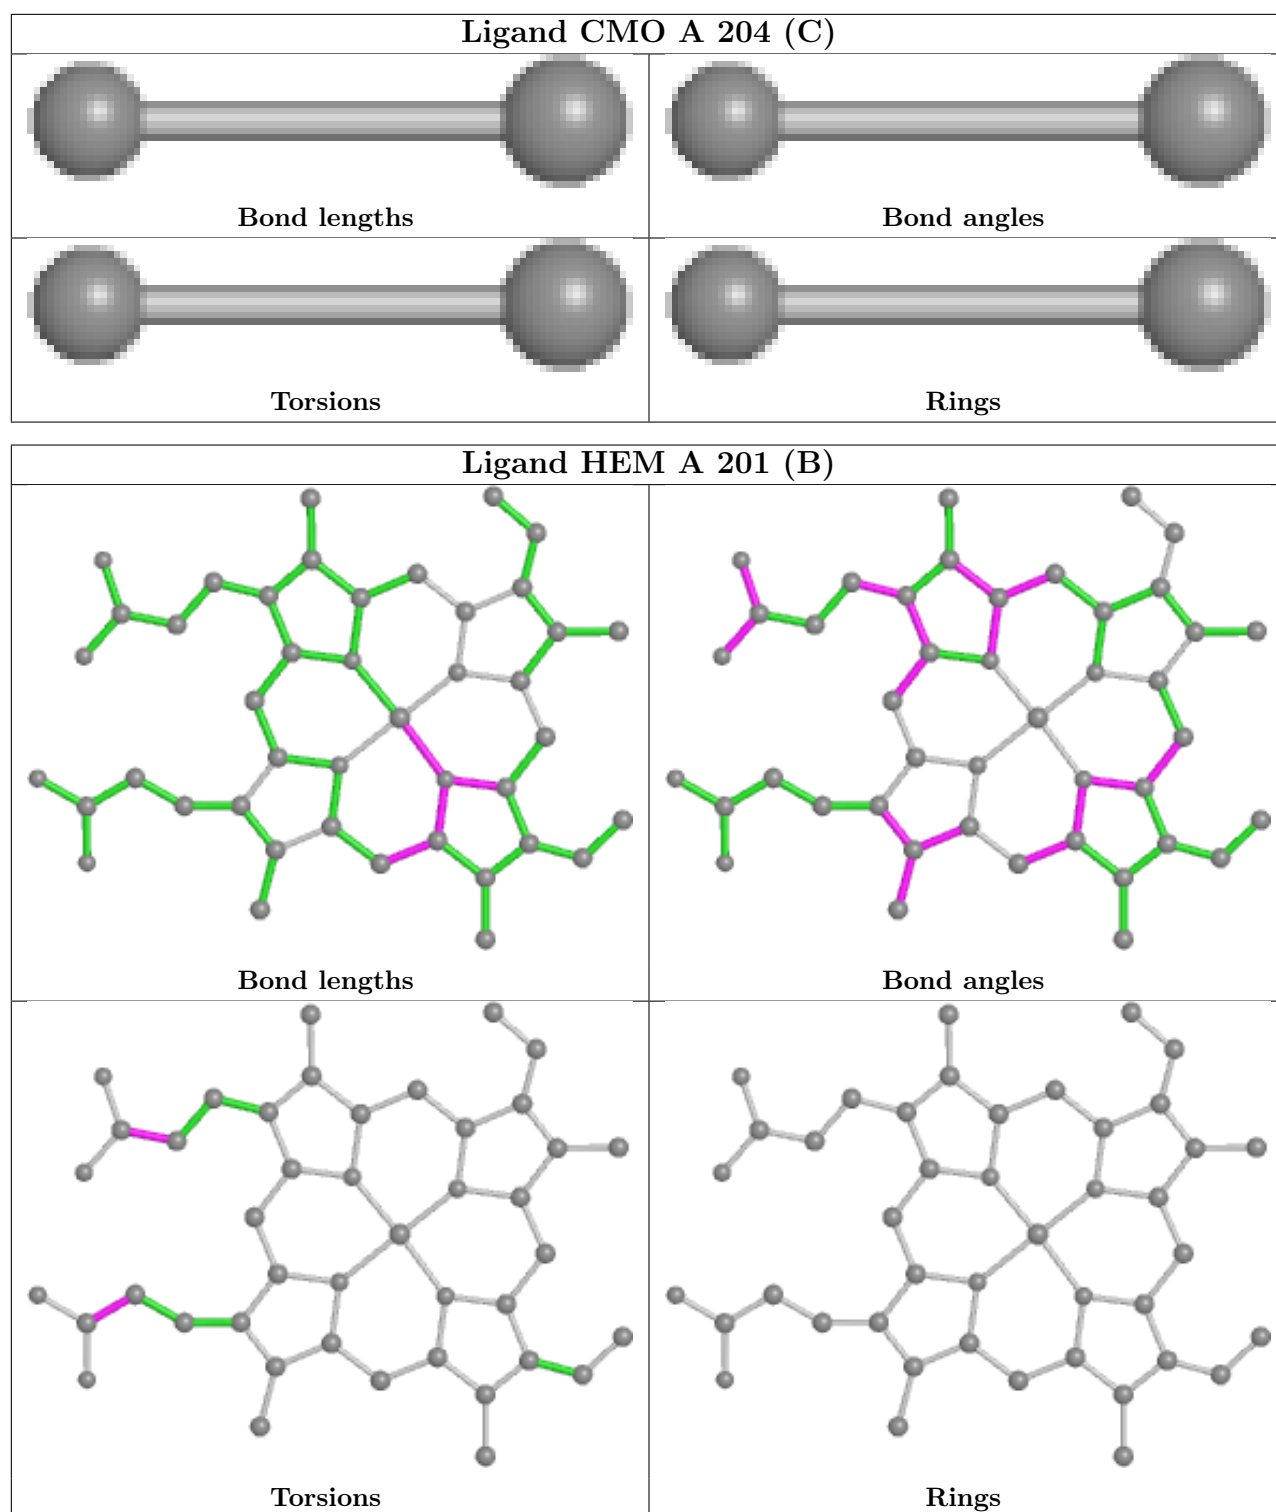 Ligand CMO A 204 (C)
Bond lengths
Bond angles
Torsions
Rings
Ligand HEM A 201 (B)
Bond lengths
Bond angles
Torsions
Rings